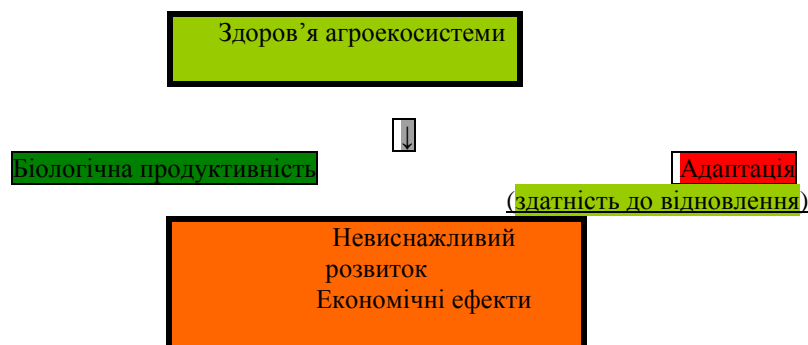 Здоров’я агроекосистеми
↓
Біологічна продуктивність
Адаптація
(здатність до відновлення)
Невиснажливий
розвиток
Економічні ефекти